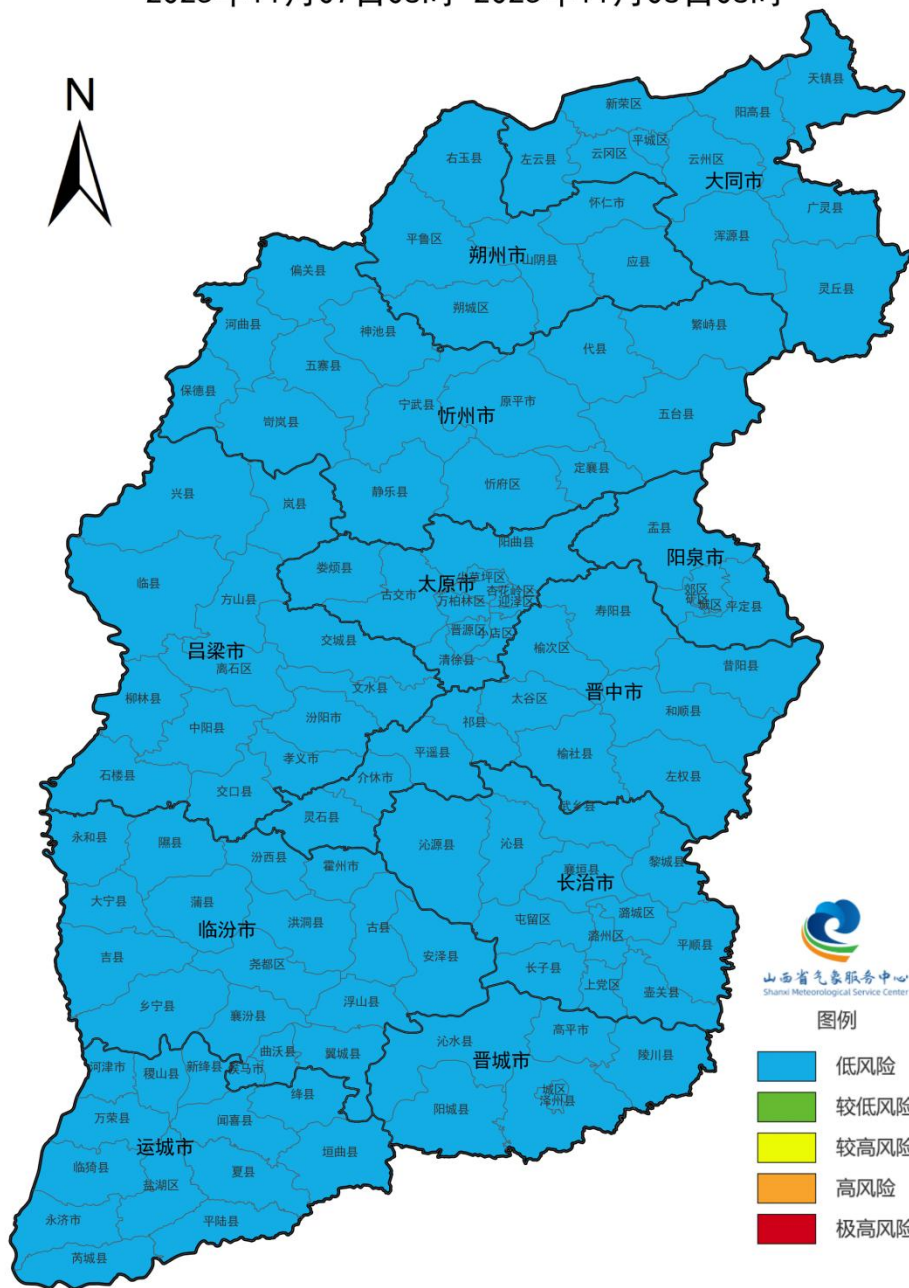 N
天镇县
新荣区
阳高县
平城区
右玉县
左云县
云冈区
云州区
大同市
怀仁市
广灵县
平鲁区
浑源县
朔州市
山阴县
应县
偏关县
灵丘县
朔城区
河曲县
神池县
繁峙县
代县
五寨县
保德县
宁武县
原平市
忻州市
五台县
岢岚县
定襄县
兴县
岚县
静乐县
忻府区
盂县
阳曲县
阳泉市
娄烦县
太原市
尖草坪区
杏花岭区
临县
方山县
古交市
万柏林区
迎泽区
郊区
矿区
城区
平定县
寿阳县
晋源区
小店区
吕梁市
交城县
榆次区
离石区
清徐县
昔阳县
文水县
晋中市
柳林县
太谷区
中阳县
汾阳市
祁县
和顺县
孝义市
平遥县
榆社县
石楼县
介休市
左权县
交口县
灵石县
武乡县
永和县
隰县
沁源县
沁县
汾西县
襄垣县
黎城县
霍州市
长治市
大宁县
蒲县
洪洞县
屯留区
潞城区
临汾市
古县
潞州区
平顺县
吉县
安泽县
尧都区
长子县
上党区
壶关县
乡宁县
浮山县
襄汾县
山西省气象服务中心
Shanxi Meteorological Service Center
图例
高平市
沁水县
曲沃县
翼城县
晋城市
陵川县
河津市
新绛县
侯马市
稷山县
低风险
城区
绛县
阳城县
泽州县
万荣县
闻喜县
较低风险
运城市
垣曲县
较高风险
临猗县
夏县
盐湖区
高风险
永济市
平陆县
极高风险
芮城县